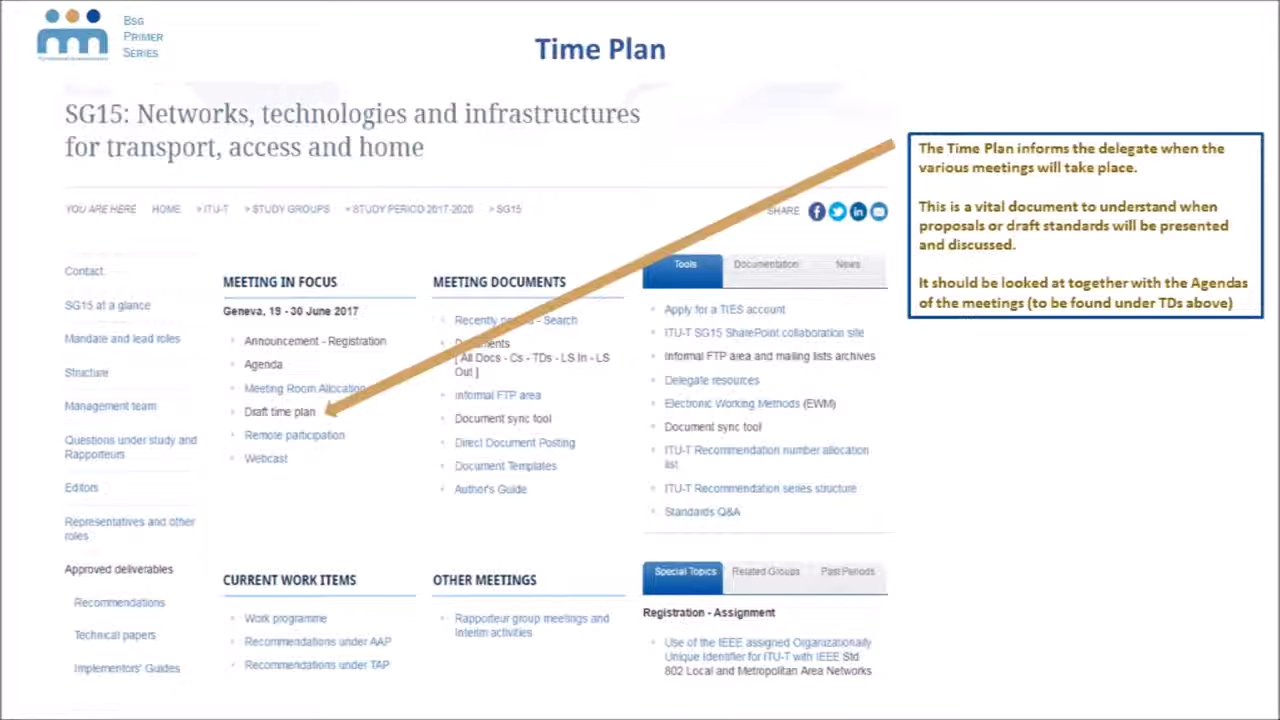 BSG
PRIMER
SERIES
Time Plan
SG15: Networks, technologies and infrastructures
for transport, access and home
YOU ARE HERE HOME > ITU-T > STUDY GROUPS > STUDY PERIOD 2017-2020 > SG15
SHARE
The Time Plan informs the delegate when the
various meetings will take place.
This is a vital document to understand when
proposals or draft standards will be presented
and discussed.
It should be looked at together with the Agendas
of the meetings (to be found under TDs above)
Contact
SG15 at a glance
Mandate and lead roles
Structure
Management team
Questions under study and
Rapporteurs
Editors
Representatives and other
roles
Approved deliverables
Recommendations
Technical papers
Implementors' Guides
MEETING IN FOCUS
Geneva, 19 - 30 June 2017
Announcement - Registration
Agenda
Meeting Room Allocation
Draft time plan
Remote participation
Webcast
MEETING DOCUMENTS
Recently - Search
[ All Docs - Cs - TDs - LS In - LS
Out ]
Informal FTP area
Document sync tool
Direct Document Posting
Document Templates
Author's Guide
Tools Documentation News
Apply for a TIES account
ITU-T SG15 SharePoint collaboration site
Informal FTP area and mailing lists archives
Delegate resources
Electronic Working Methods (EWM)
Document sync tool
ITU-T Recommendation number allocation
list
ITU-T Recommendation series structure
Standards Q&A
CURRENT WORK ITEMS
Work programme
Recommendations under AAP
Recommendations under TAP
OTHER MEETINGS
Rapporteur group meetings and
Interim activities
Special Topics Related Groups Past Periods
Registration - Assignment
Use of the IEEE assigned Organizationally
Unique Identifier for ITU-T with IEEE Std
802 Local and Metropolitan Area Networks